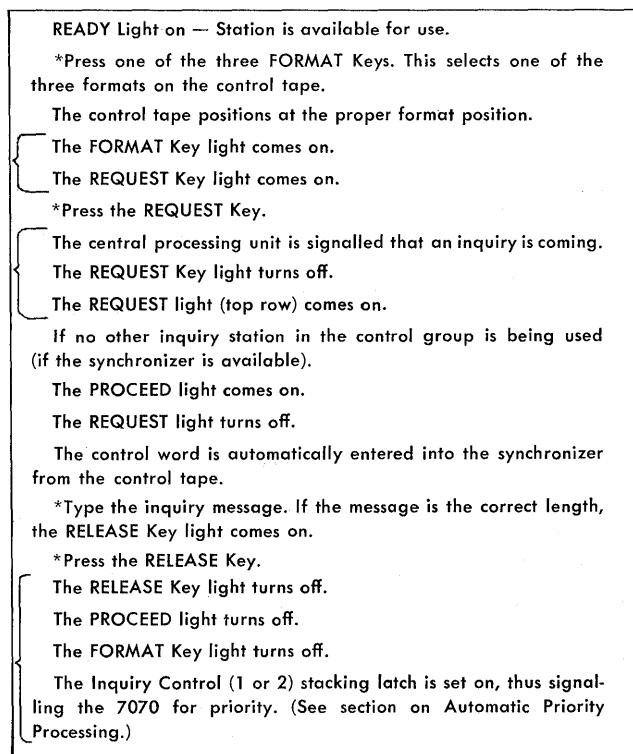 READY Light on — Station is available for use.
*Press one of the three FORMAT Keys. This selects one of the
three formats on the control tape.
The control tape positions at the proper format position.
The FORMAT Key light comes on.
The REQUEST Key light comes on.
*Press the REQUEST Key.
The central processing unit is signalled that an inquiry is coming.
The REQUEST Key light turns off.
The REQUEST light (top row) comes on.
If no other inquiry station in the control group is being used
(if the synchronizer is available).
The PROCEED light comes on.
The REQUEST light turns off.
The control word is automatically entered into the synchronizer
from the control tape.
*Type the inquiry message. If the message is the correct length,
the RELEASE Key light comes on.
*Press the RELEASE Key.
The RELEASE Key light turns off.
The PROCEED light turns off.
The FORMAT Key light turns off.
The Inquiry Control (1 or 2) stacking latch is set on, thus signal-
ling the 7070 for priority. (See section on Automatic Priority
Processing.)